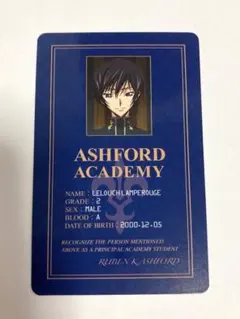 ASHFORD
ACADEMY
NAME : LELOUCH LAMPEROUGE
GRADE : 2
SEX : MALE
BLOOD : A
DATE OF BIRTH : 2000-12.05
RECOGNIZE THE PERSON MENTIONED
ABOVE AS A PRINCIPAL ACADEMY STUDENT
RUBEN K. ASHFORD